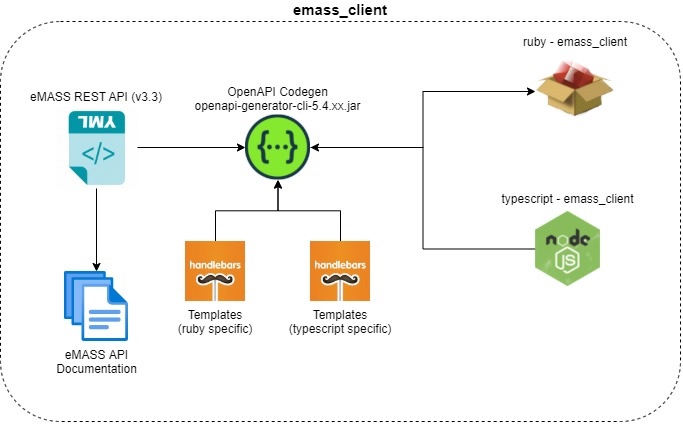 emass_client
eMASS REST API (v3.3)
YML
</>
eMASS API
Documentation
OpenAPI Codegen
openapi-generator-cli-5.4.xx.jar
{···}
handlebars
Templates
(ruby specific)
handlebars
Templates
(typescript specific)
ruby - emass_client
typescript - emass_client
node
JS